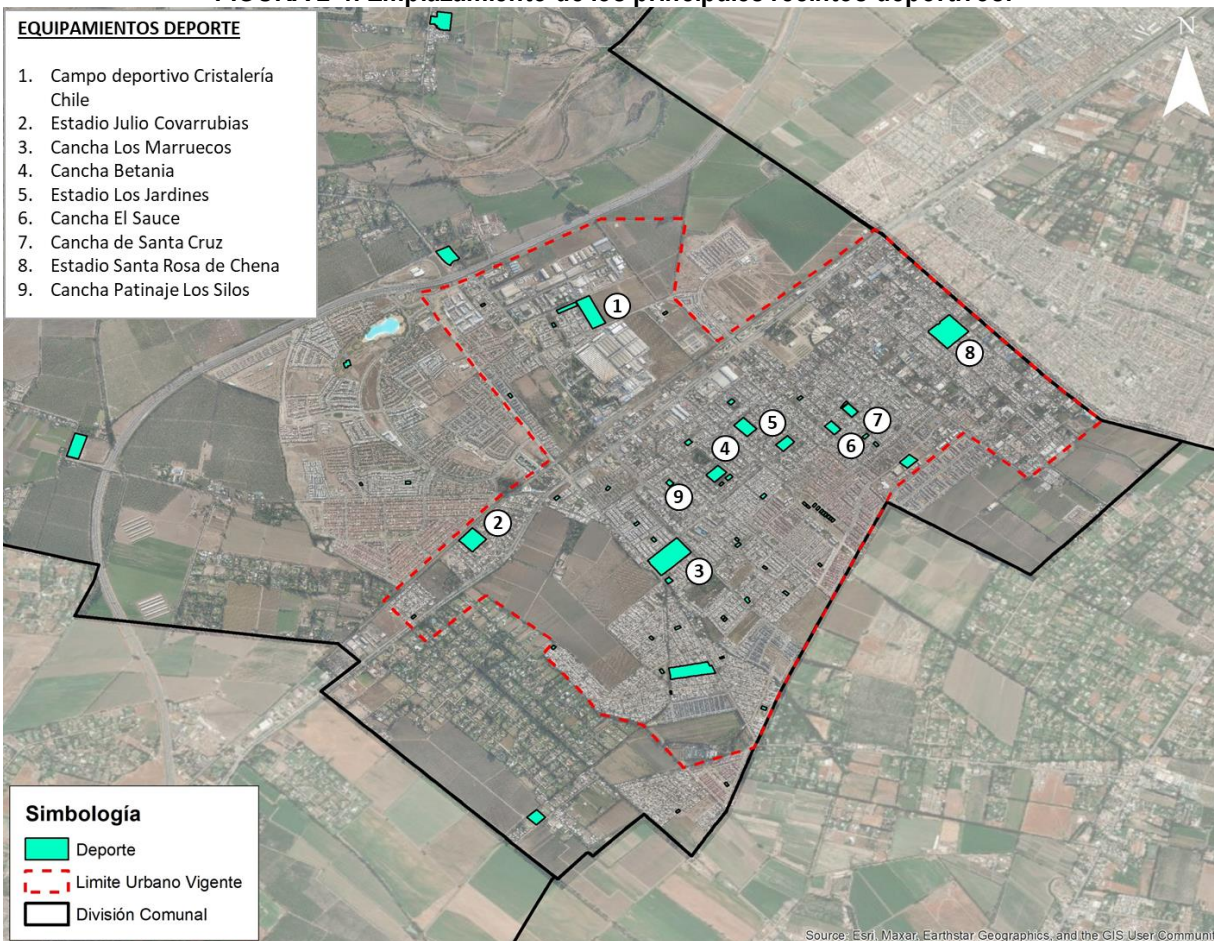 EQUIPAMIENTOS DEPORTE
1. Campo deportivo Cristalería
Chile
2. Estadio Julio Covarrubias
3. Cancha Los Marruecos
4. Cancha Betania
5. Estadio Los Jardines
6. Cancha El Sauce
7. Cancha de Santa Cruz
8. Estadio Santa Rosa de Chena
9. Cancha Patinaje Los Silos
N
1
8
7
5
6
4
9
2
3
Simbología
Deporte
Limite Urbano Vigente
División Comunal
Source: Esri, Maxar, Earthstar Geographics, and the GIS User Communit